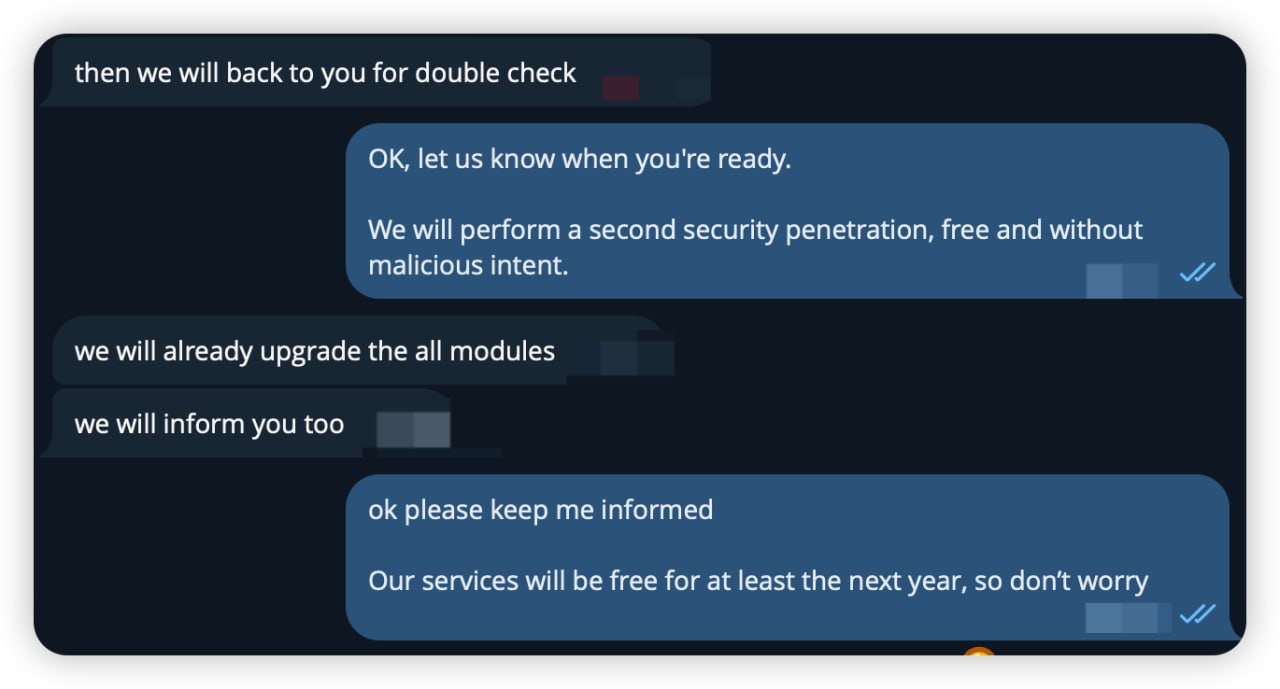 then we will back to you for double check
OK, let us know when you're ready.
We will perform a second security penetration, free and without
malicious intent.
we will already upgrade the all modules
we will inform you too
ok please keep me informed
Our services will be free for at least the next year, so don’t worry